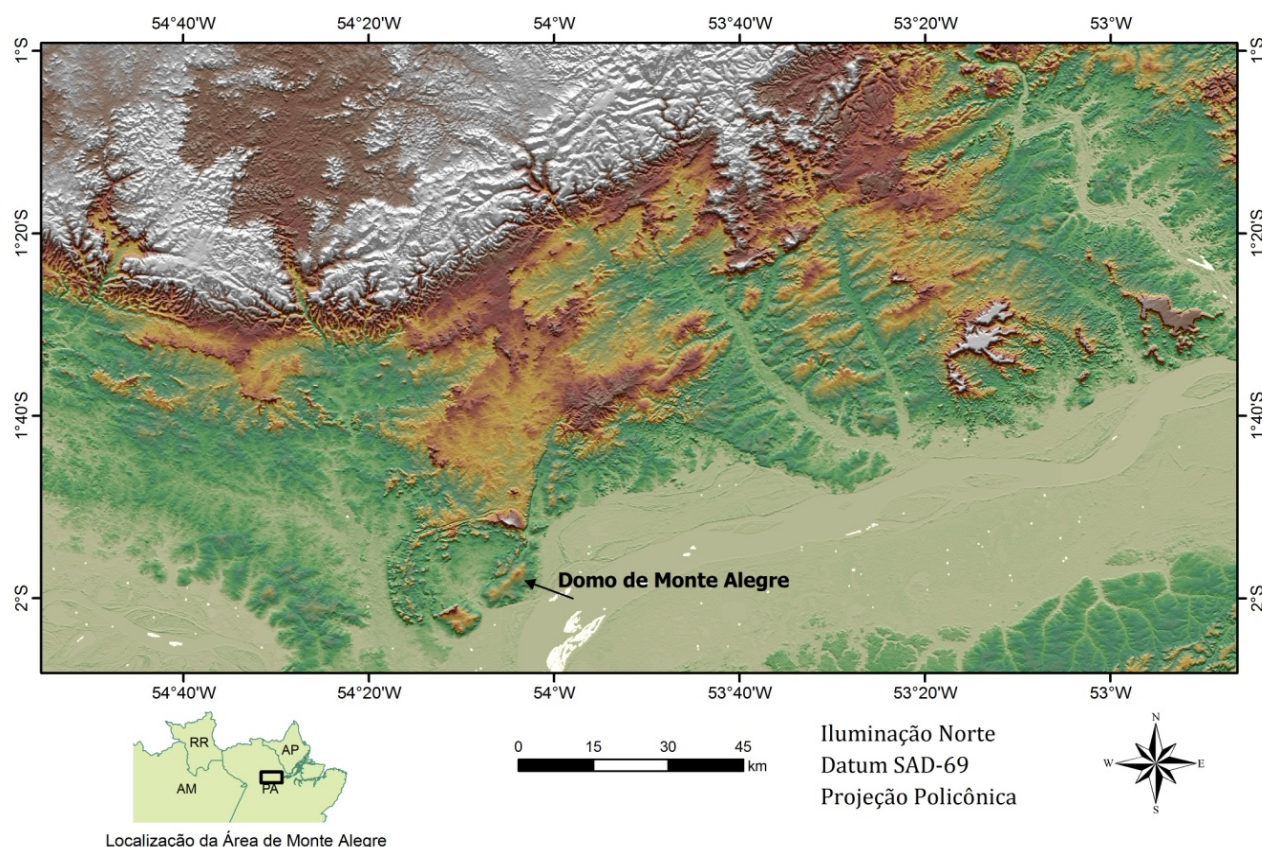 54°40'W 54°20'W 54°W 53°40'W 53°20'W 53°W
1°S 1°S
1°20'S 1°20'S
1°40'S 1°40'S
Domo de Monte Alegre
2°S 2°S
54°40'W 54°20'W 54°W 53°40'W 53°20'W 53°W
RR
AP
AM
PA
Localização da Área de Monte Alegre
0 15 30 45
km
Iluminação Norte
Datum SAD-69
Projeção Policônica
N
W E
S